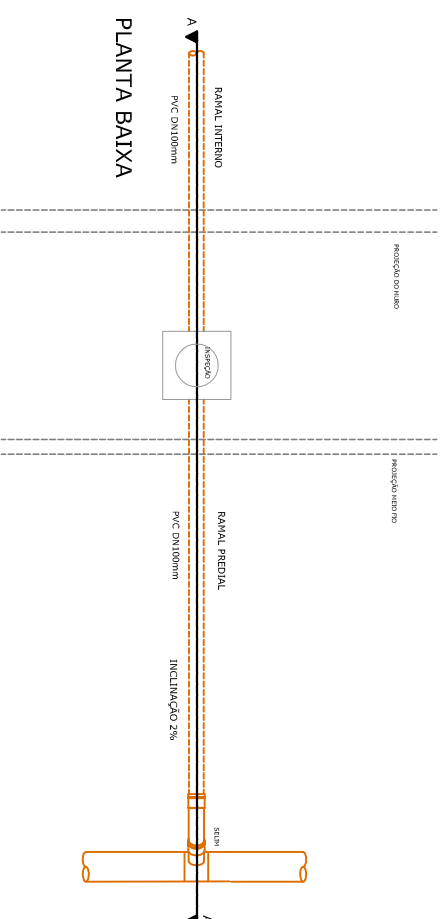 PLANTA BAIXA
A
RAMAL INTERNO
PVC DN100mm
PROJEÇÃO DO MURO
INSPEÇÃO
PROJEÇÃO MEIO FIO
RAMAL PREDIAL
PVC DN100mm
INCLINAÇÃO 2%
SELIM
A